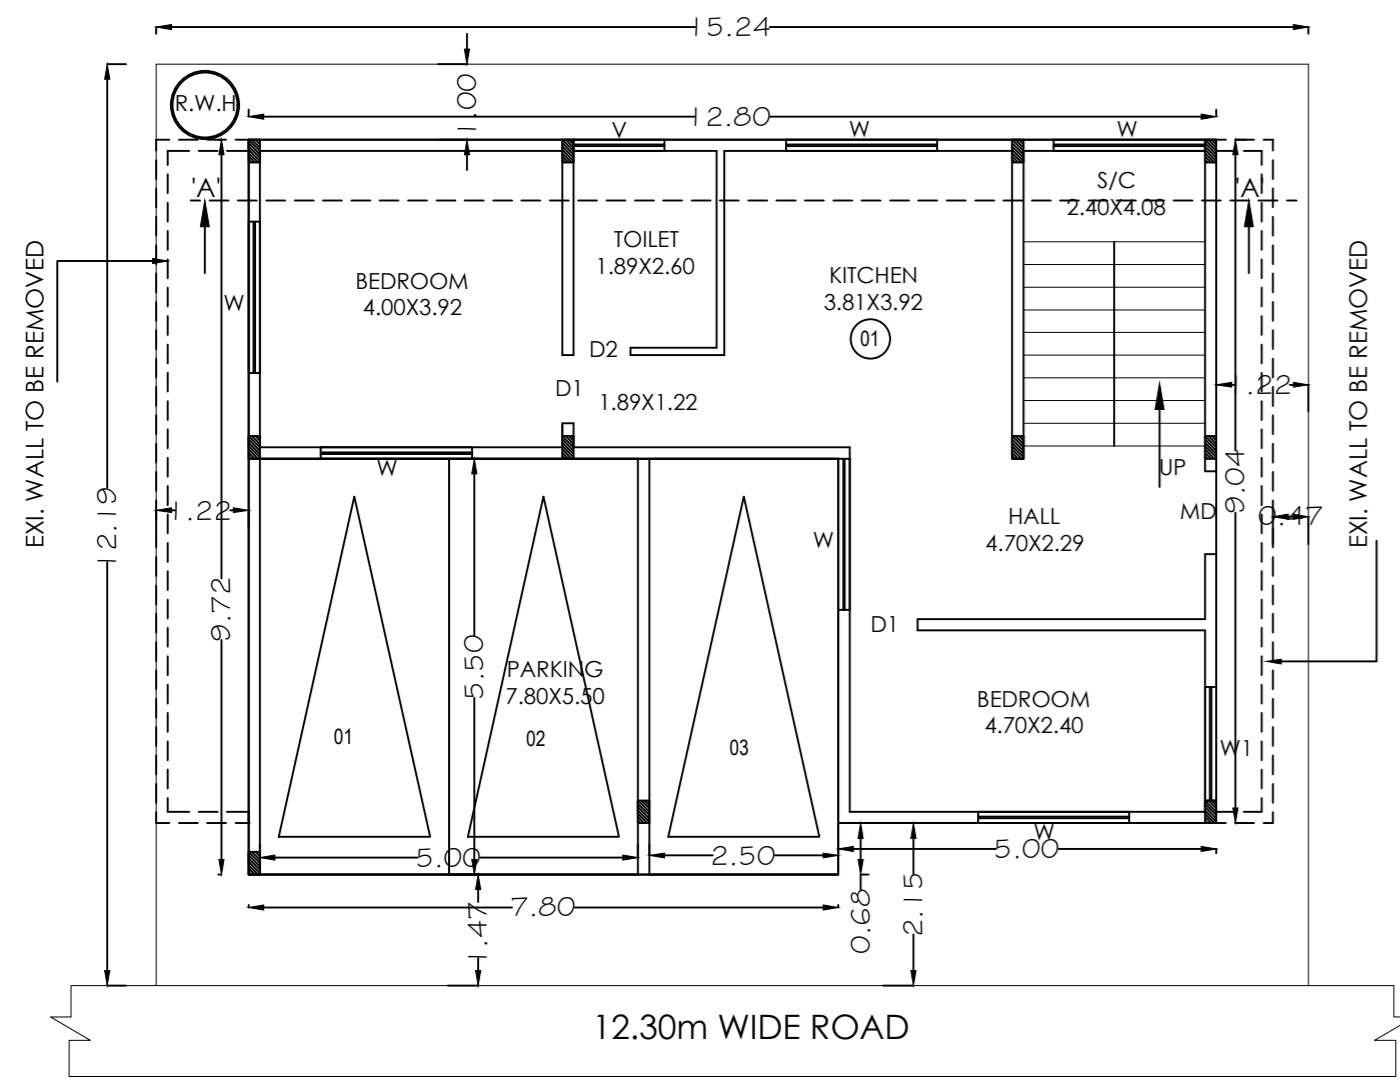 15.24
R.W.H
1.00
12.80
V
W
W
'A'
S/C
2.40X4.08
'A'
TOILET
1.89X2.60
BEDROOM
4.00X3.92
KITCHEN
3.81X3.92
01
W
EXI. WALL TO BE REMOVED
EXI. WALL TO BE REMOVED
D2
D1
1.89X1.22
1.22
UP
W
9.04
12.19
1.22
HALL
4.70X2.29
MD
0.47
W
9.72
D1
5.50
PARKING
7.80X5.50
BEDROOM
4.70X2.40
01
02
03
W1
W
5.00
2.50
5.00
7.80
1.47
0.68
2.15
12.30m WIDE ROAD